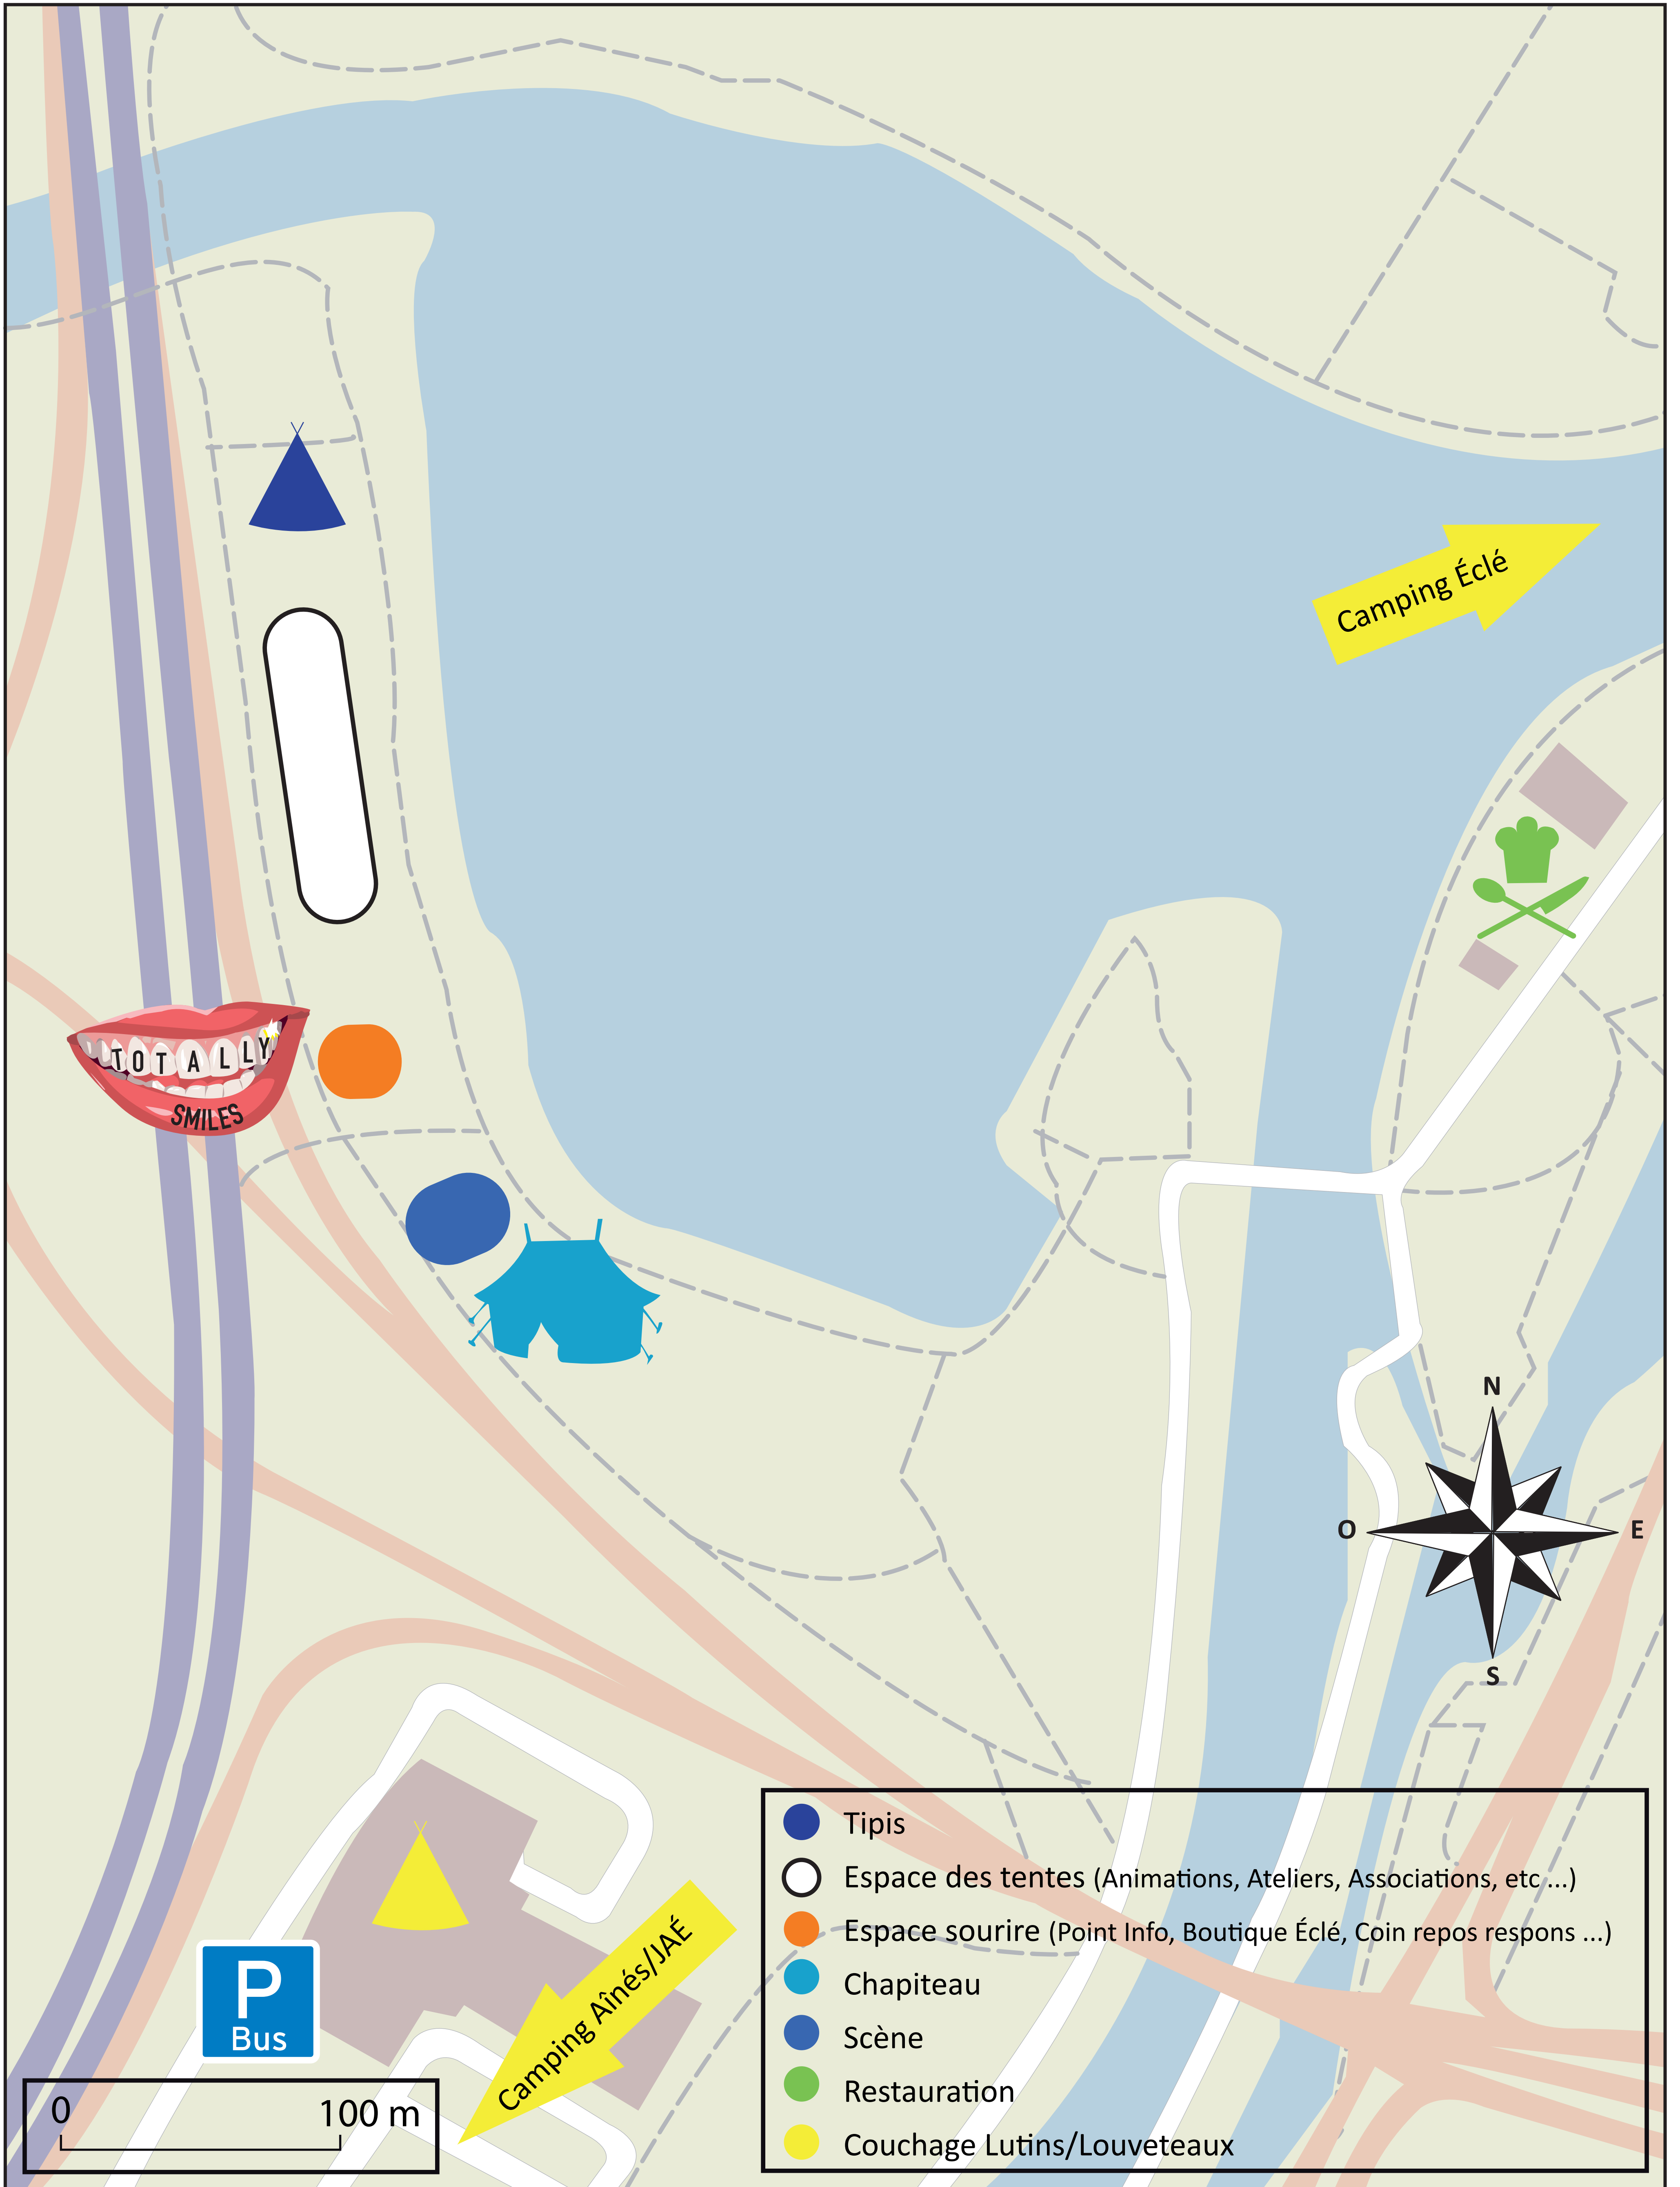 Camping Éclé
TOTALLY
SMILES
N
O
E
S
Tipis
Espace des tentes (Animations, Ateliers, Associations, etc ...)
Espace sourire (Point Info, Boutique Éclé, Coin repos respons ...)
Chapiteau
Scène
Restauration
Couchage Lutins/Louveteaux
Camping Aînés/JAÉ
P
Bus
0
100 m